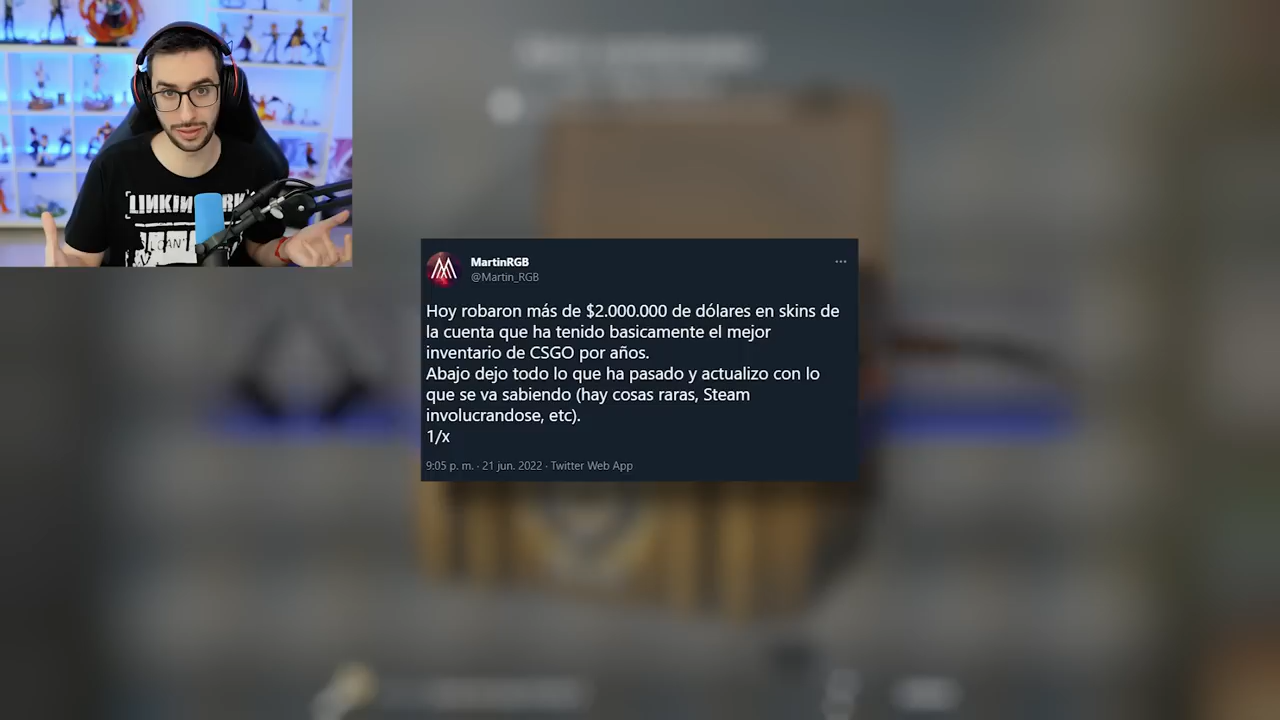 LINKIN
MartinRGB
@Martin_RGB
Hoy robaron más de $2.000.000 de dólares en skins de
la cuenta que ha tenido basicamente el mejor
inventario de CSGO por años.
Abajo dejo todo lo que ha pasado y actualizo con lo
que se va sabiendo (hay cosas raras, Steam
involucrandose, etc).
1/x
9:05 p. m. · 21 jun. 2022 · Twitter Web App